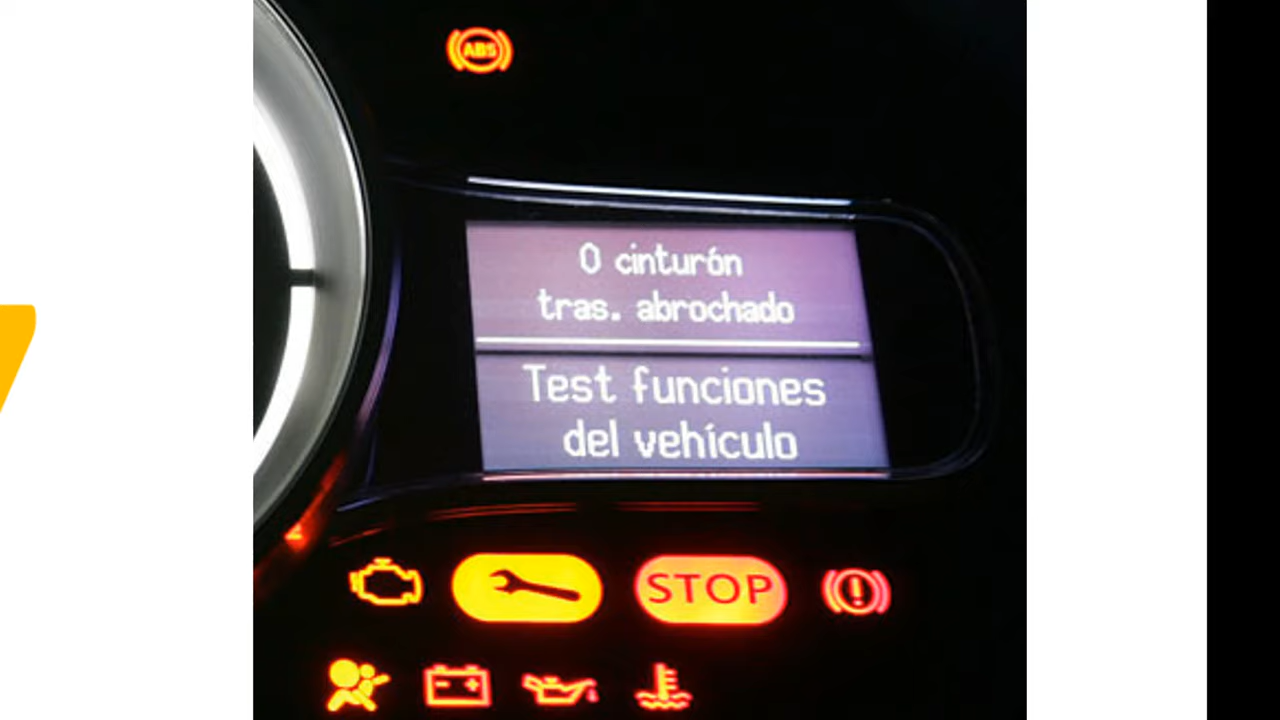 ABS
0 cinturón
tras. abrochado
Test funciones
del vehículo
STOP